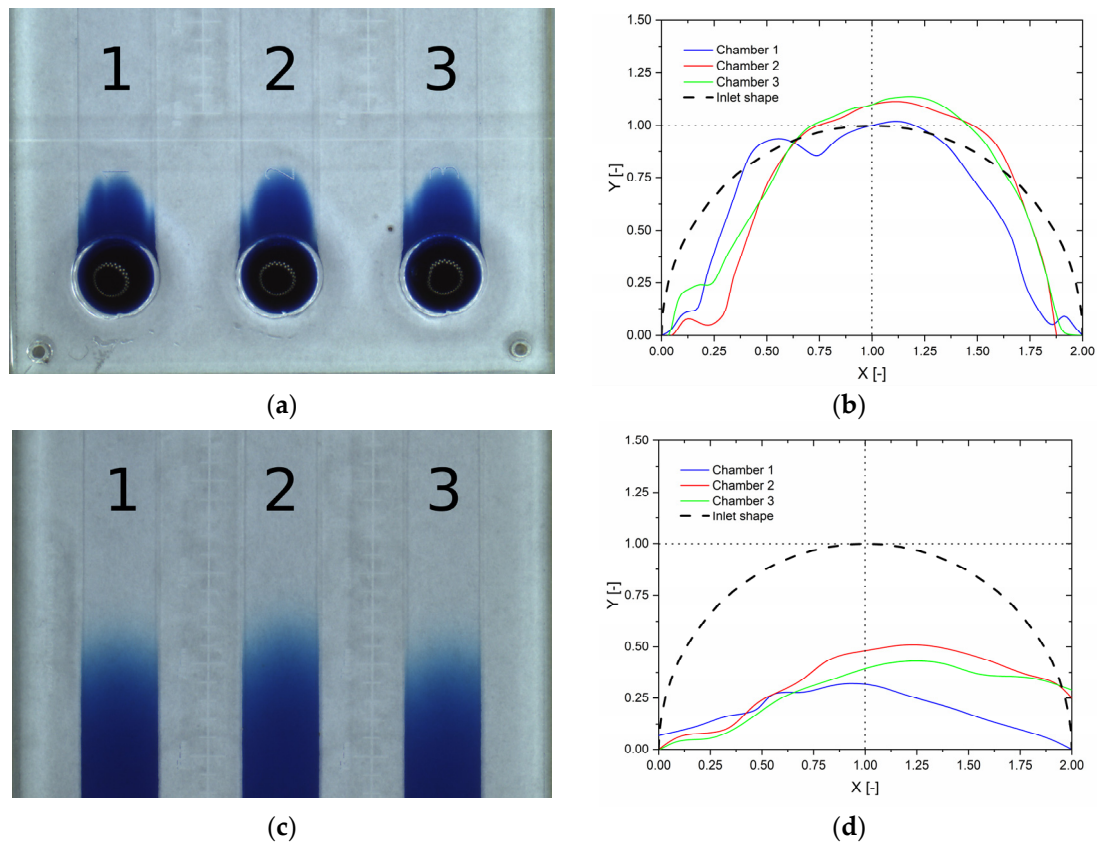 1 2 3
1 2 3
(a)
1.50
1.25
1.00
0.75
0.50
0.25
0.00
Y [-]
Chamber 1
Chamber 2
Chamber 3
Inlet shape
0.00 0.25 0.50 0.75 1.00 1.25 1.50 1.75 2.00
X [-]
(b)
1 2 3
(c)
1.50
1.25
1.00
0.75
0.50
0.25
0.00
Y [-]
Chamber 1
Chamber 2
Chamber 3
Inlet shape
0.00 0.25 0.50 0.75 1.00 1.25 1.50 1.75 2.00
X [-]
(d)